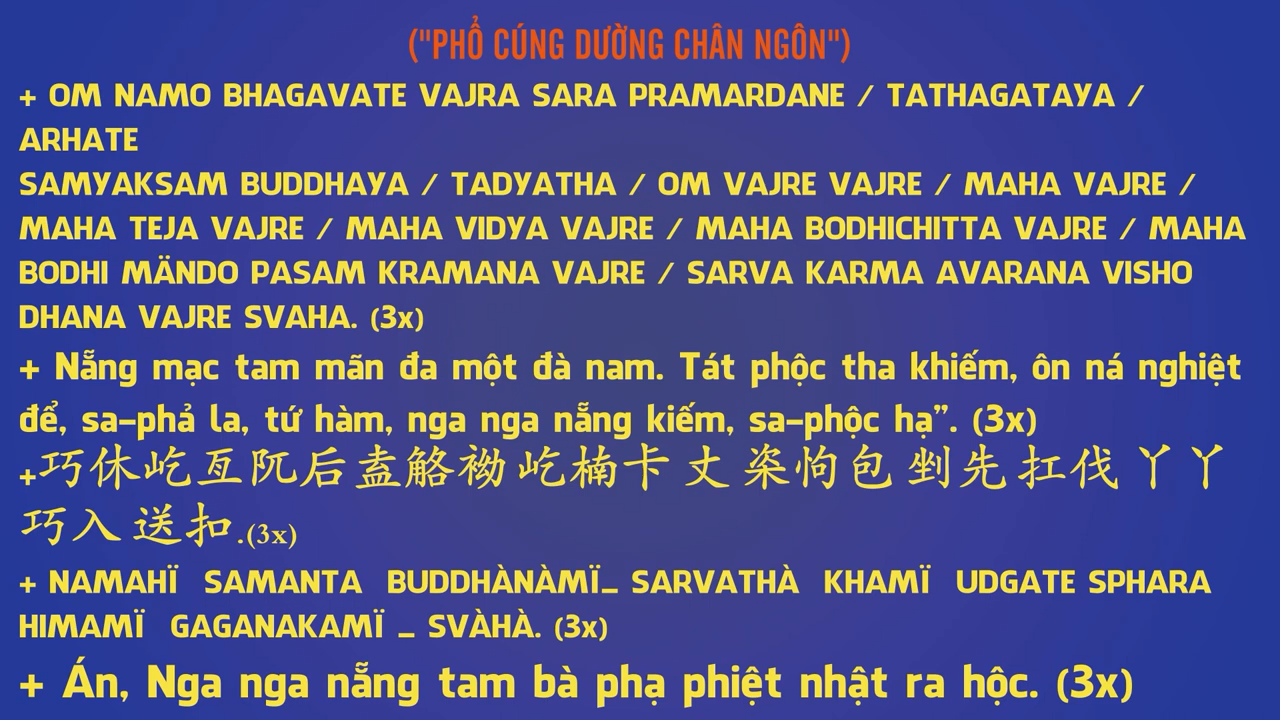 ("PHỔ CÚNG DƯỜNG CHÂN NGÔN")
+ OM NAMO BHAGAVATE VAJRA SARA PRAMARDANE / TATHAGATAYA /
ARHATE
SAMYAKSAM BUDDHAYA / TADYATHA / OM VAJRE VAJRE / MAHA VAJRE /
MAHA TEJA VAJRE / MAHA VIDYA VAJRE / MAHA BODHICHITTA VAJRE / MAHA
BODHI MÄNDO PASAM KRAMANA VAJRE / SARVA KARMA AVARANA VISHO
DHANA VAJRE SVAHA. (3x)
+ Nẵng mạc tam mãn đa một đà nam. Tát phộc tha khiếm, ôn ná nghiệt
để, sa-phả la, tứ hàm, nga nga nẵng kiếm, sa-phộc hạ”. (3x)
+巧休屹亙阢后盍觡袎屹楠卡丈枀怐包剉先扛伐丫丫
巧入送扣.(3x)
+ NAMAHÏ SAMANTA BUDDHÀNÀMÏ_ SARVATHÀ KHAMÏ UDGATE SPHARA
HIMAMÏ GAGANAKAMÏ _ SVÀHÀ. (3x)
+ Án, Nga nga nẵng tam bà phạ phiệt nhật ra hộc. (3x)